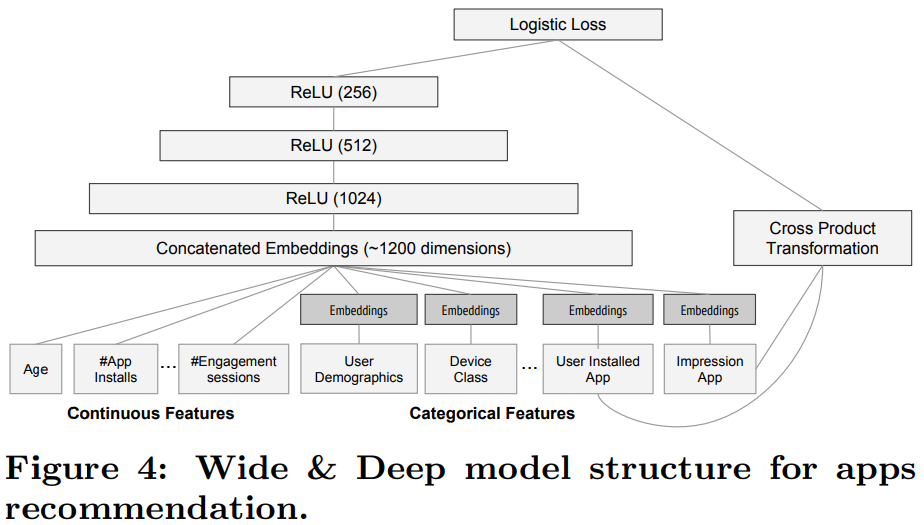 Logistic Loss
ReLU (256)
ReLU (512)
ReLU (1024)
Concatenated Embeddings (~1200 dimensions)
Cross Product
Transformation
Embeddings
Embeddings
Embeddings
Embeddings
Age
#App
Installs
...
#Engagement
sessions
User
Demographics
Device
Class
...
User Installed
App
Impression
App
Continuous Features
Categorical Features
Figure 4: Wide & Deep model structure for apps
recommendation.